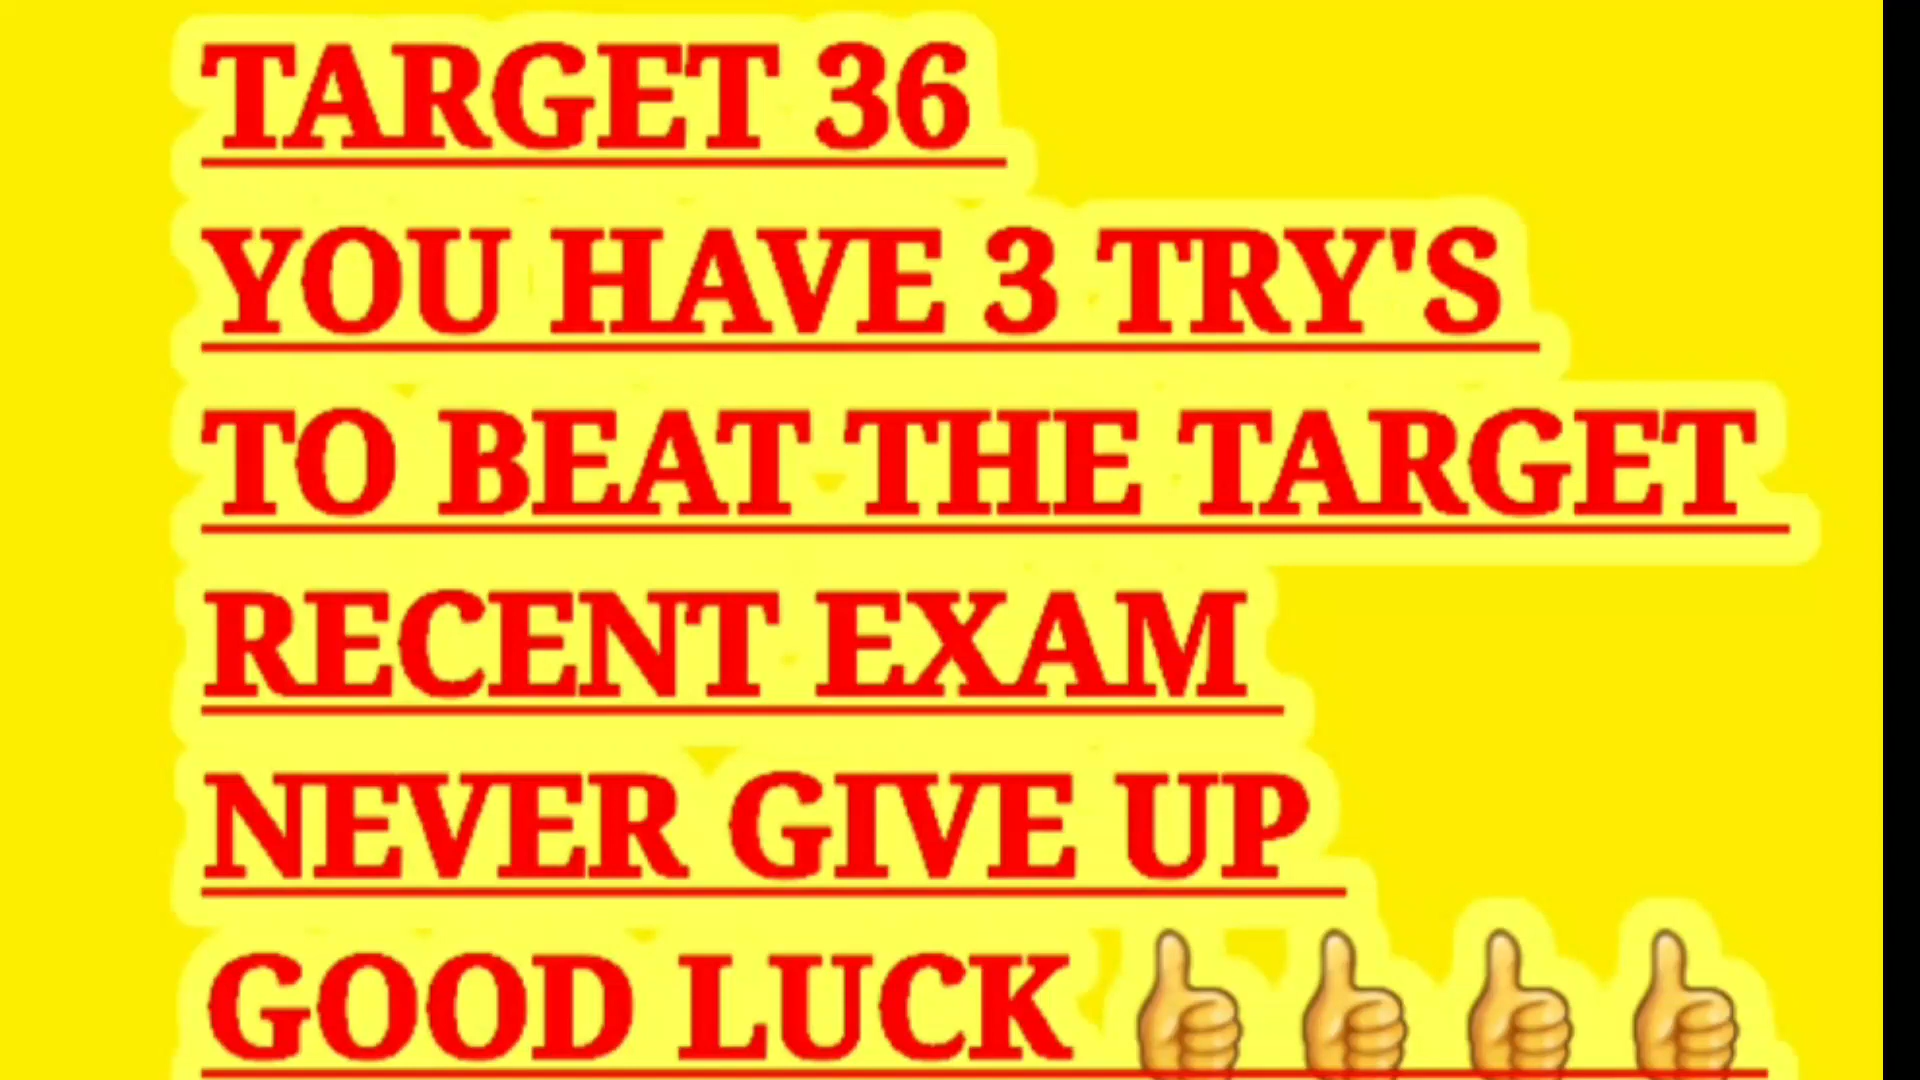 TARGET 36
YOU HAVE 3 TRY'S
TO BEAT THE TARGET
RECENT EXAM
NEVER GIVE UP
GOOD LUCK 👍👍👍👍